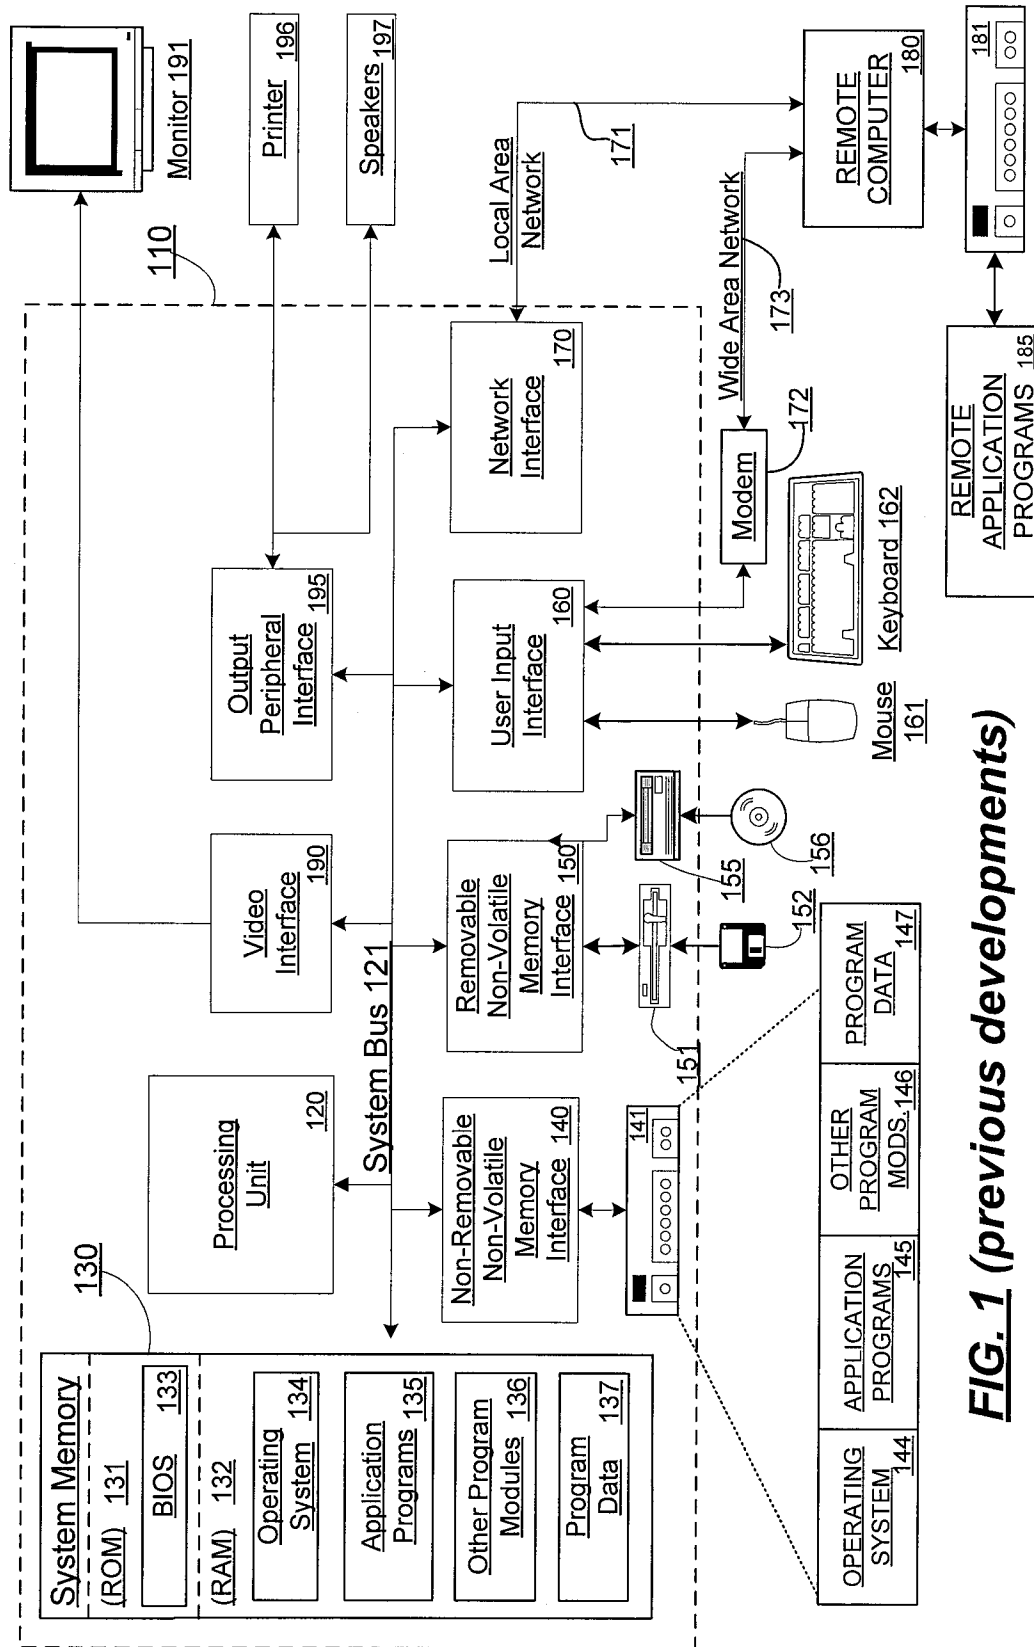 System Memory
(ROM) 131
BIOS 133
(RAM) 132
Operating
System 134
Application
Programs 135
Other Program
Modules 136
Program
Data 137
130
Processing
Unit
120
Video
Interface
190
Output
Peripheral
Interface 195
110
Monitor 191
Printer
196
Speakers
197
System Bus 121
Non-Removable
Non-Volatile
Memory
Interface 140
Removable
Non-Volatile
Memory
Interface 150
User Input
Interface
160
Network
Interface
170
Local Area
Network
171
141
151
152
155
156
Mouse
161
Keyboard 162
Modem
172
Wide Area Network
173
REMOTE
COMPUTER
180
181
REMOTE
APPLICATION
PROGRAMS 185
OPERATING
SYSTEM
144
APPLICATION
PROGRAMS
145
OTHER
PROGRAM
MODS. 146
PROGRAM
DATA
147
FIG. 1 (previous developments)